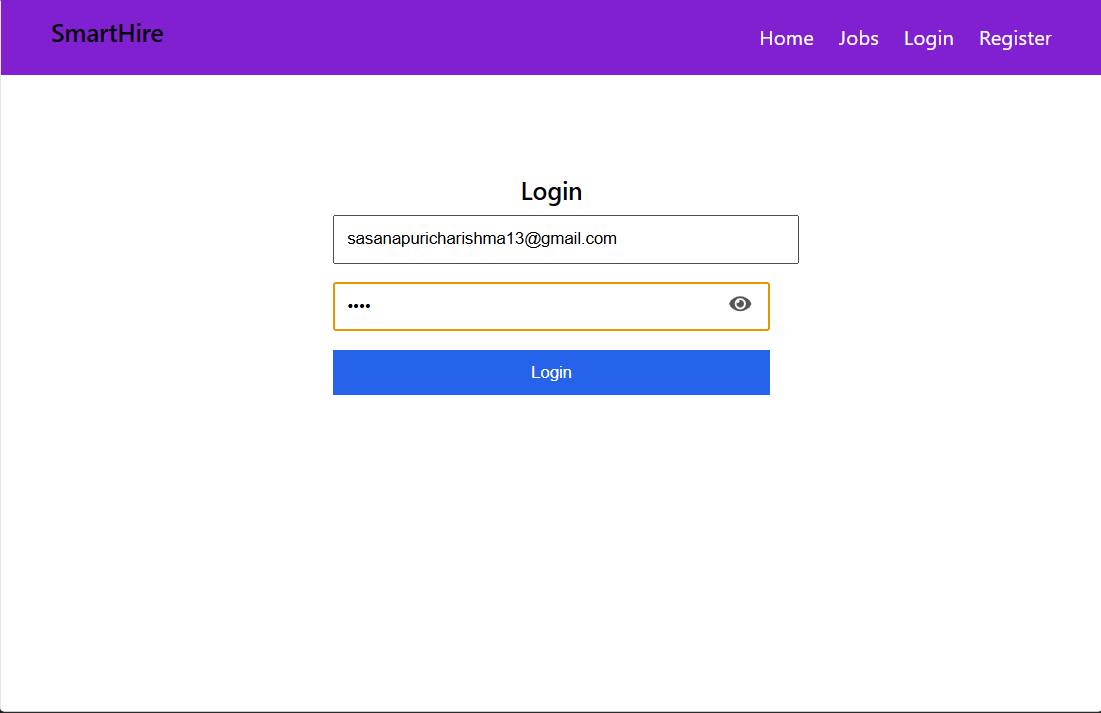 SmartHire
Home Jobs Login Register
Login
sasanapuricharishma13@gmail.com
••••
Login